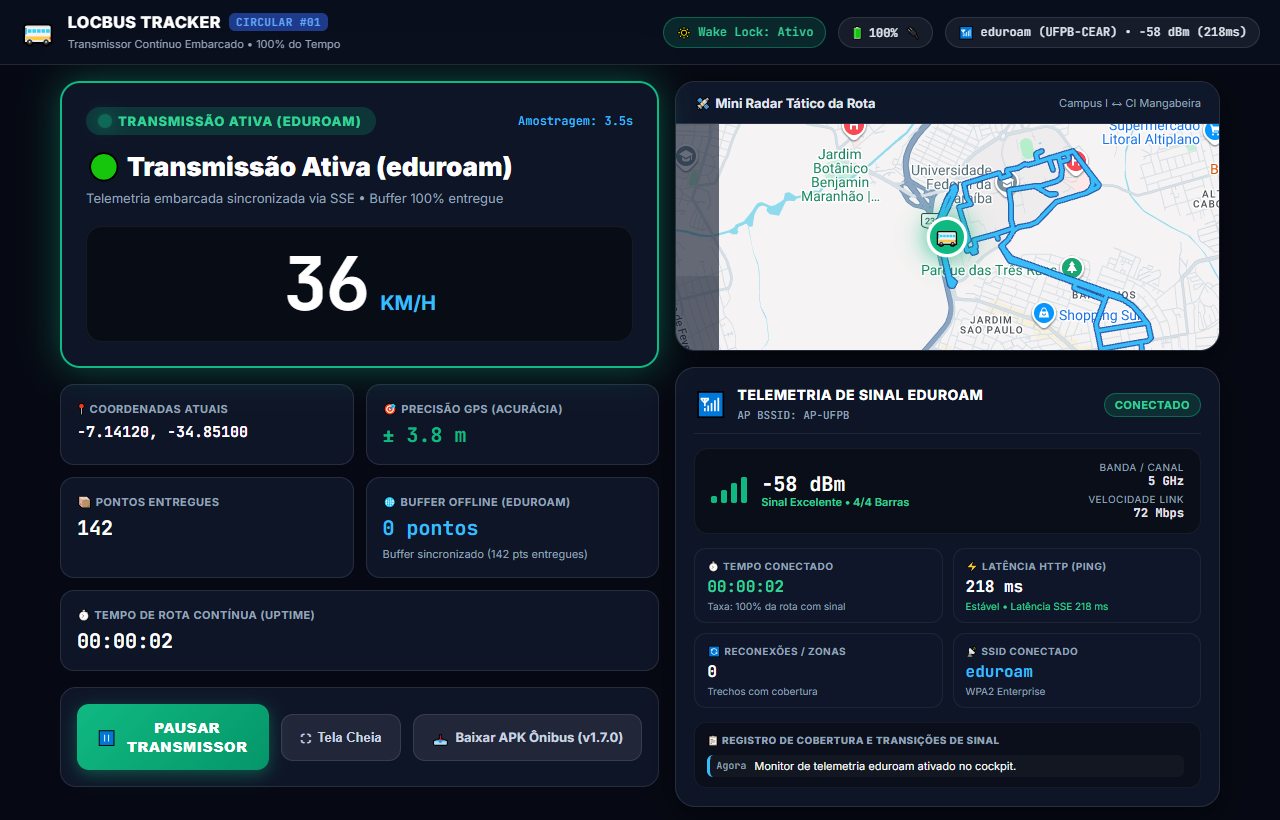 LOCBUS TRACKER CIRCULAR #01
Transmissor Contínuo Embarcado • 100% do Tempo
Wake Lock: Ativo
100%
eduroam (UFPB-CEAR) • -58 dBm (218ms)
TRANSMISSÃO ATIVA (EDUROAM)
Amostragem: 3.5s
Transmissão Ativa (eduroam)
Telemetria embarcada sincronizada via SSE • Buffer 100% entregue
36 KM/H
COORDENADAS ATUAIS
-7.14120, -34.85100
PRECISÃO GPS (ACURÁCIA)
± 3.8 m
PONTOS ENTREGUES
142
BUFFER OFFLINE (EDUROAM)
0 pontos
Buffer sincronizado (142 pts entregues)
TEMPO DE ROTA CONTÍNUA (UPTIME)
00:00:02
PAUSAR
TRANSMISSOR
Tela Cheia
Baixar APK Ônibus (v1.7.0)
Mini Radar Tático da Rota
Campus I ↔ CI Mangabeira
Supermercado
Litoral Altiplano
Jardim
Botânico
Benjamin
Maranhão |...
Universidade
Federal da
Parque das Três
JARDIM
SÃO PAULO
Shopping Su
TELEMETRIA DE SINAL EDUROAM
AP BSSID: AP-UFPB
CONECTADO
-58 dBm
Sinal Excelente • 4/4 Barras
BANDA / CANAL
5 GHz
VELOCIDADE LINK
72 Mbps
TEMPO CONECTADO
00:00:02
Taxa: 100% da rota com sinal
LATÊNCIA HTTP (PING)
218 ms
Estável • Latência SSE 218 ms
RECONEXÕES / ZONAS
0
Trechos com cobertura
SSID CONECTADO
eduroam
WPA2 Enterprise
REGISTRO DE COBERTURA E TRANSIÇÕES DE SINAL
Agora Monitor de telemetria eduroam ativado no cockpit.